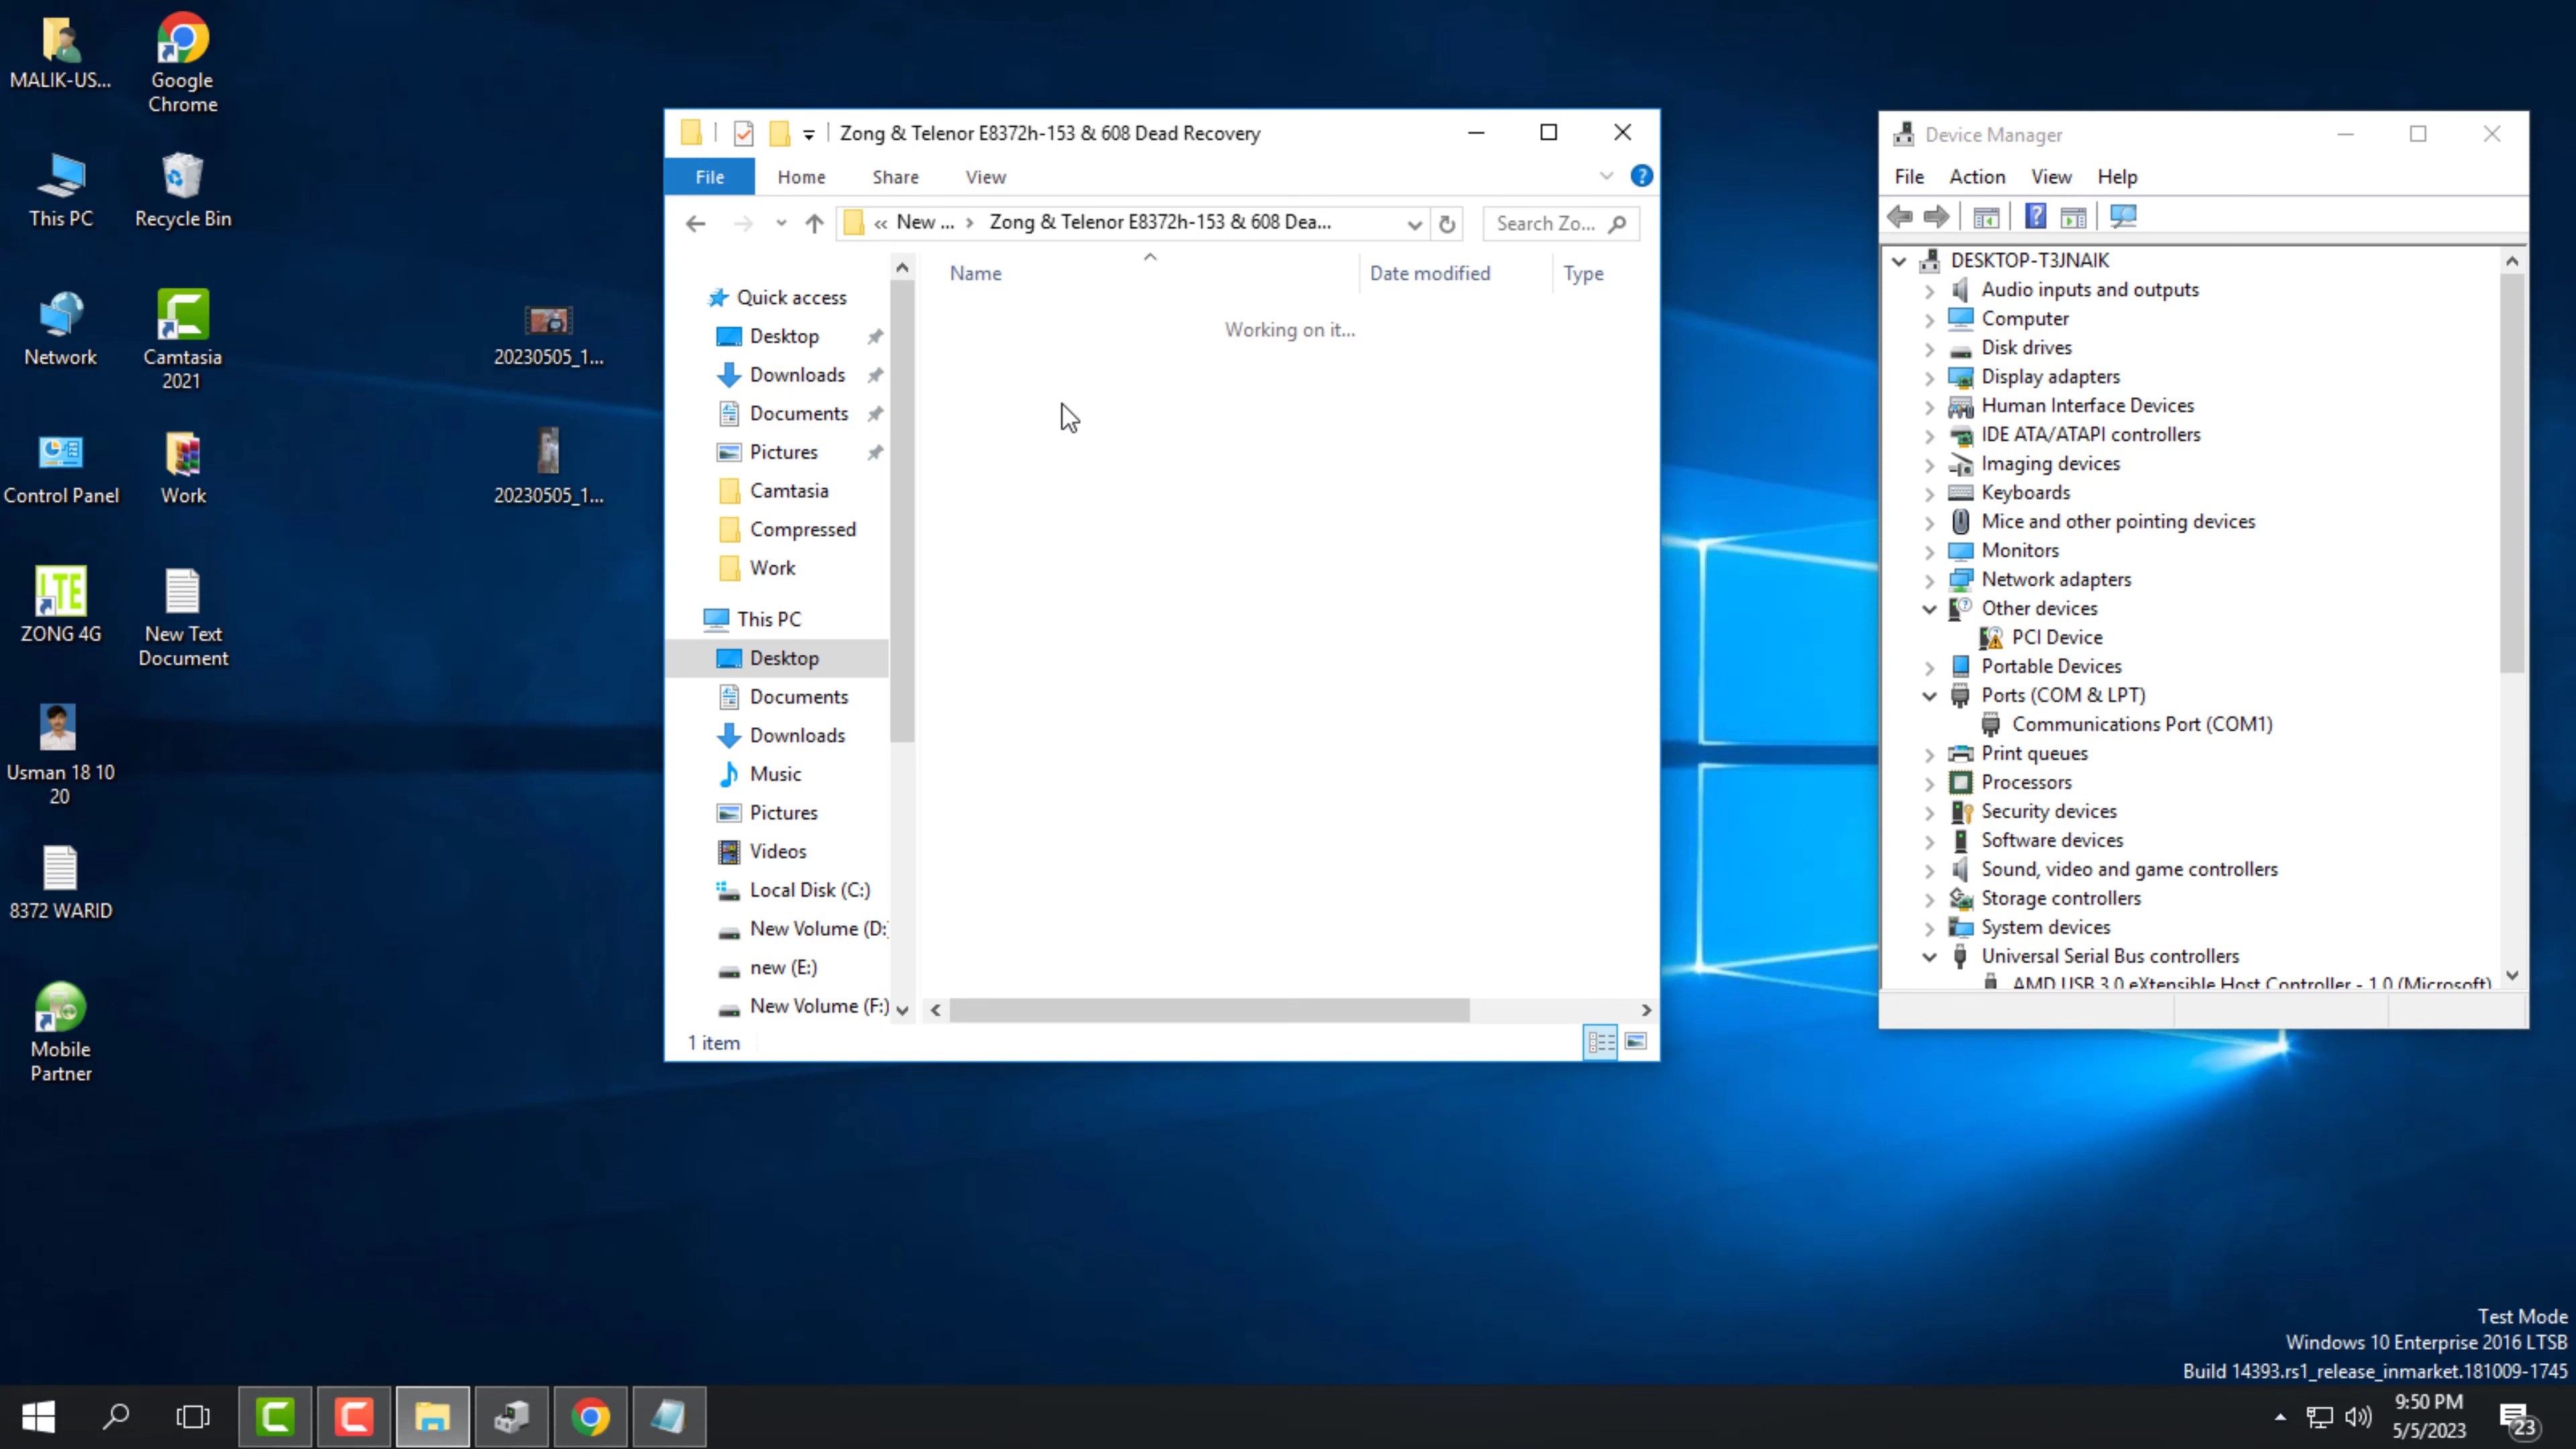 MALIK-US...
Google
Chrome
This PC
Recycle Bin
Network
Camtasia
2021
Control Panel
Work
LTE
ZONG 4G
New Text
Document
Usman 18 10
20
8372 WARID
Mobile
Partner
20230505_1...
20230505_1...
Zong & Telenor E8372h-153 & 608 Dead Recovery
File
Home
Share
View
« New ... › Zong & Telenor E8372h-153 & 608 Dea...
Search Zo...
Name
Date modified
Type
Working on it...
Quick access
Desktop
Downloads
Documents
Pictures
Camtasia
Compressed
Work
This PC
Desktop
Documents
Downloads
Music
Pictures
Videos
Local Disk (C:)
New Volume (D:
new (E:)
New Volume (F:)
1 item
Device Manager
File
Action
View
Help
DESKTOP-T3JNAIK
Audio inputs and outputs
Computer
Disk drives
Display adapters
Human Interface Devices
IDE ATA/ATAPI controllers
Imaging devices
Keyboards
Mice and other pointing devices
Monitors
Network adapters
Other devices
PCI Device
Portable Devices
Ports (COM & LPT)
Communications Port (COM1)
Print queues
Processors
Security devices
Software devices
Sound, video and game controllers
Storage controllers
System devices
Universal Serial Bus controllers
AMD USB 3.0 eXtensible Host Controller - 1.0 (Microsoft)
Test Mode
Windows 10 Enterprise 2016 LTSB
Build 14393.rs1_release_inmarket.181009-1745
9:50 PM
5/5/2023
23